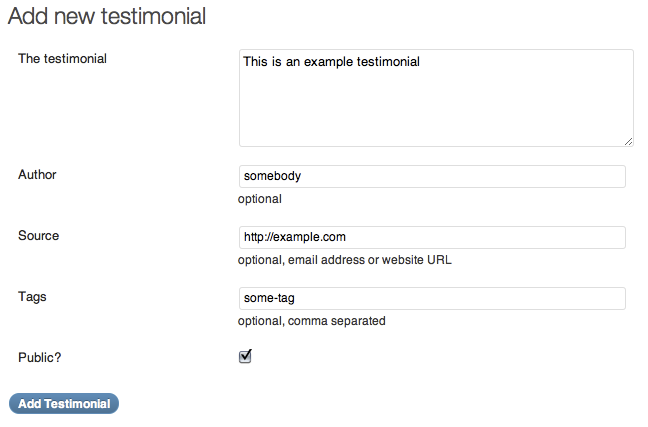 Add new testimonial
The testimonial
This is an example testimonial
Author
somebody
optional
Source
http://example.com
optional, email address or website URL
Tags
some-tag
optional, comma separated
Public?
Add Testimonial